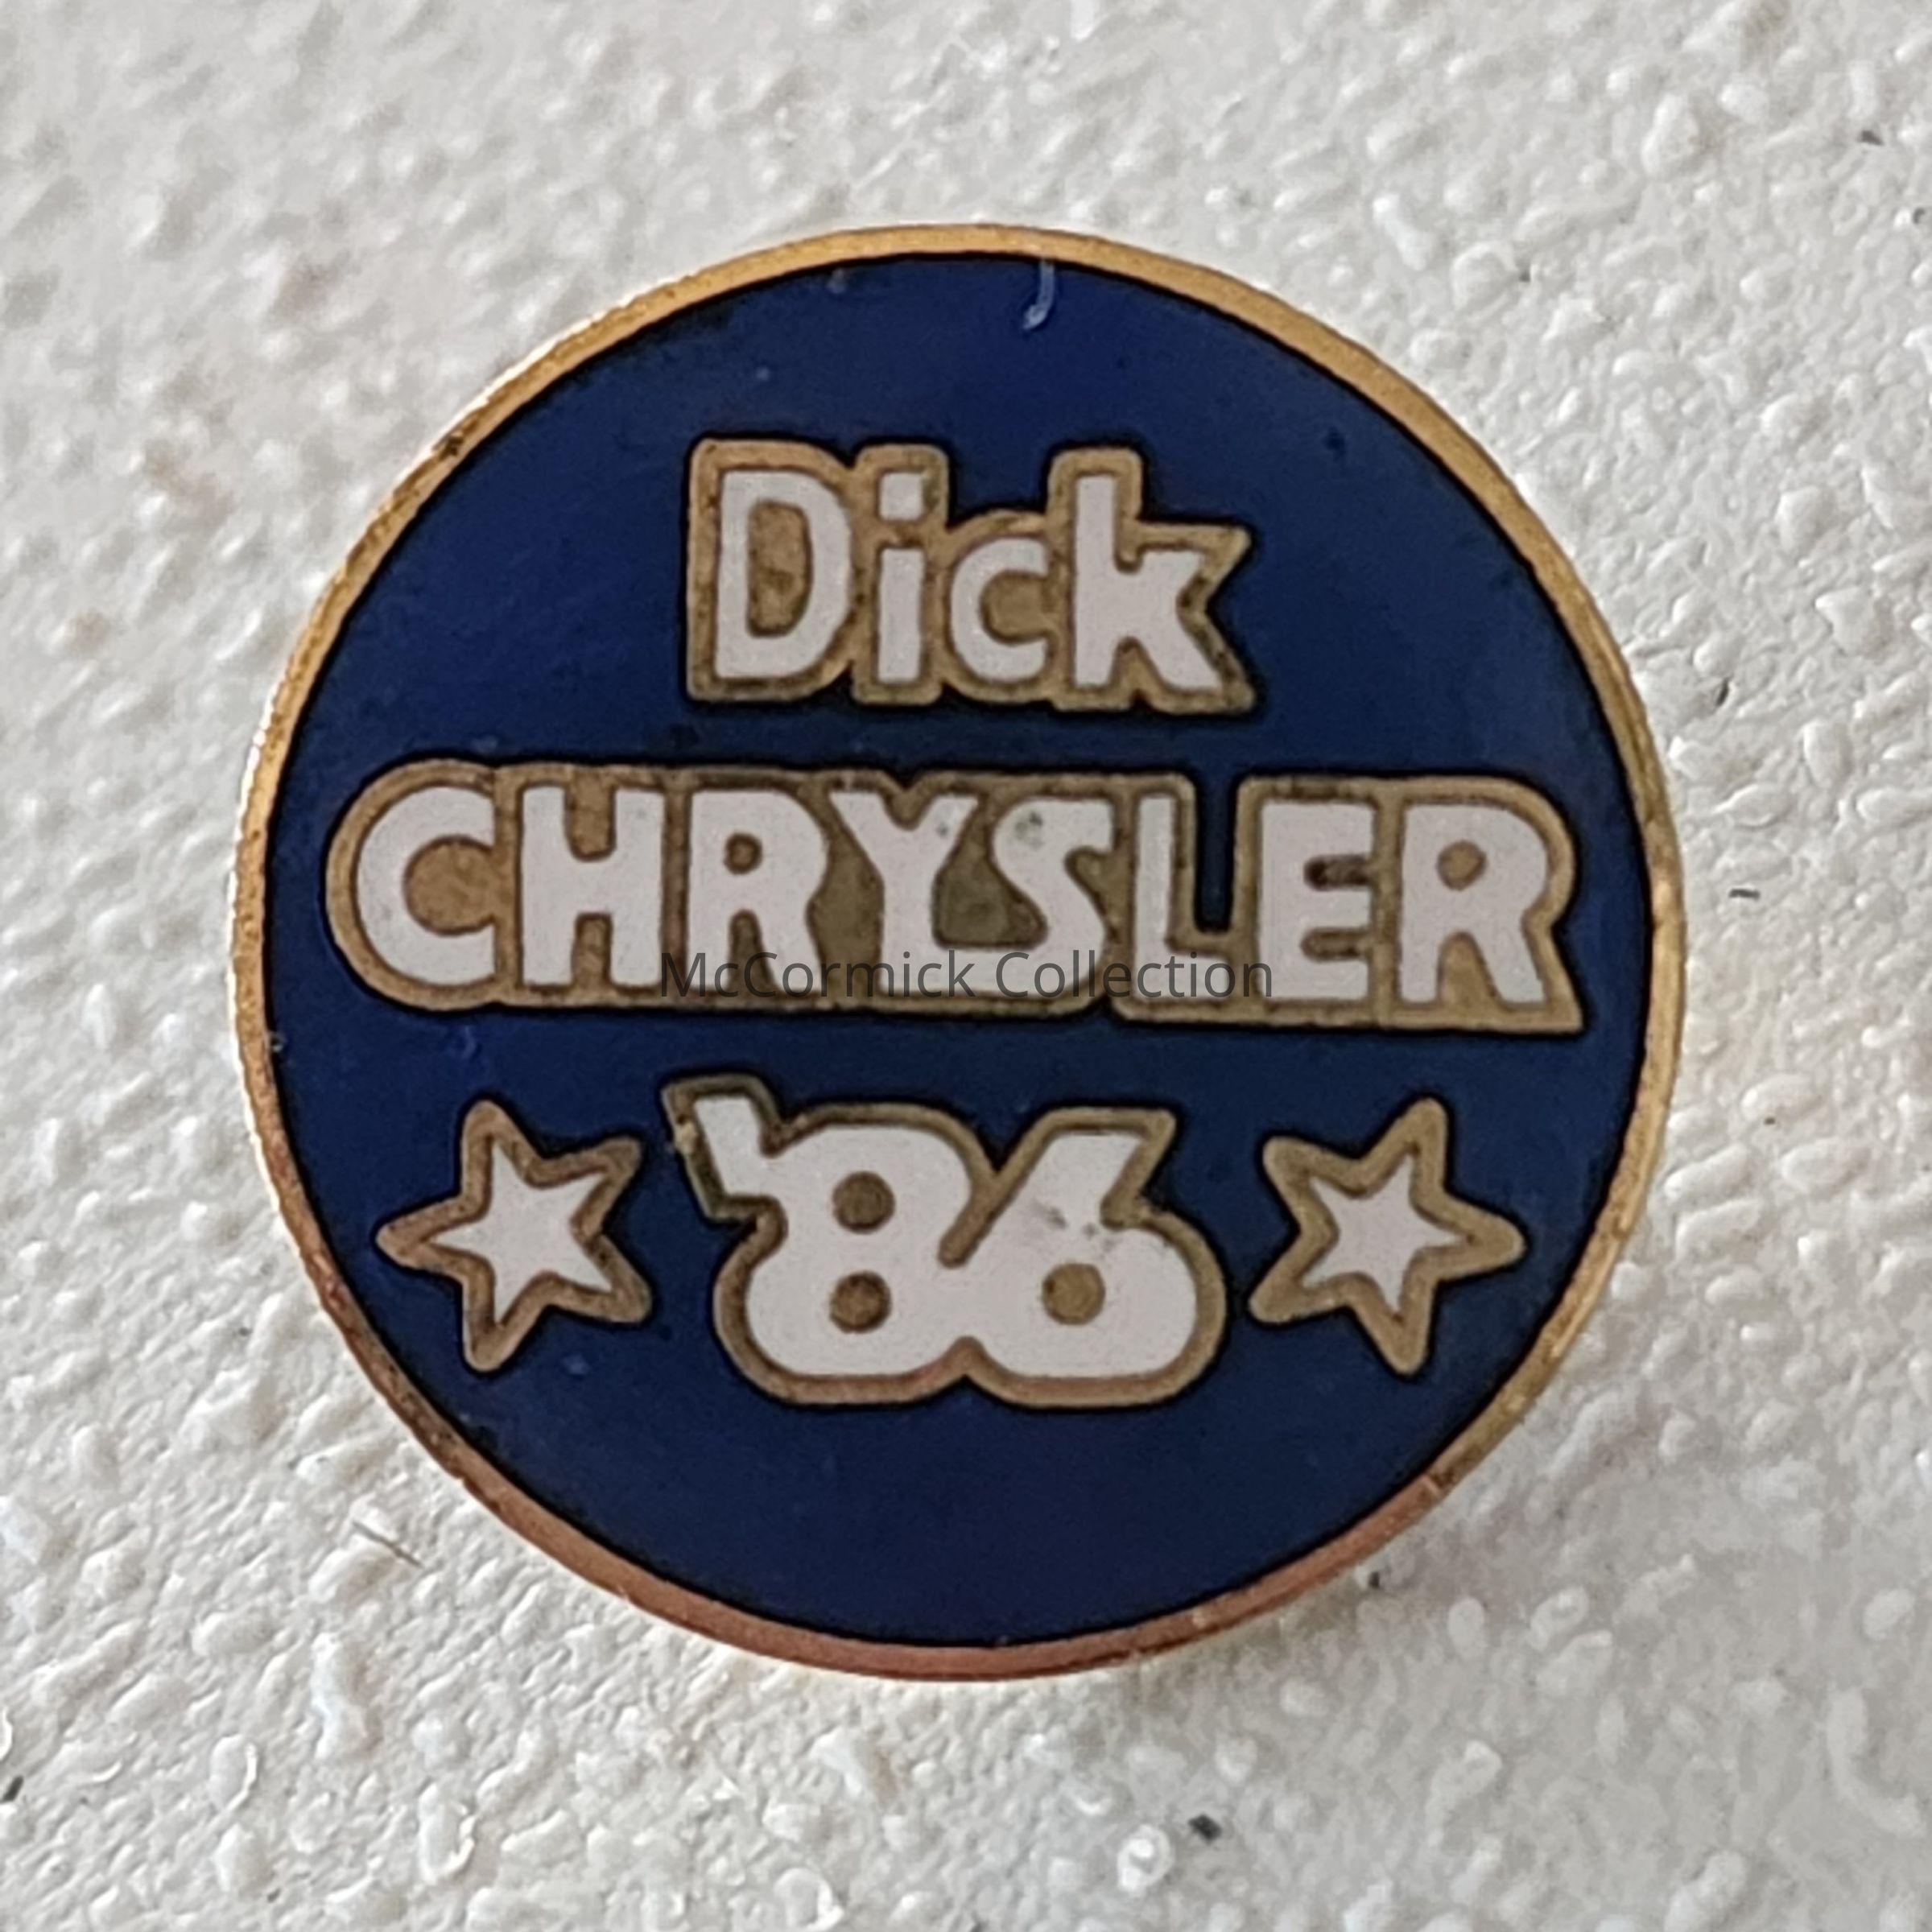 Dick
CHRYSLER
McCormick Collection
'86